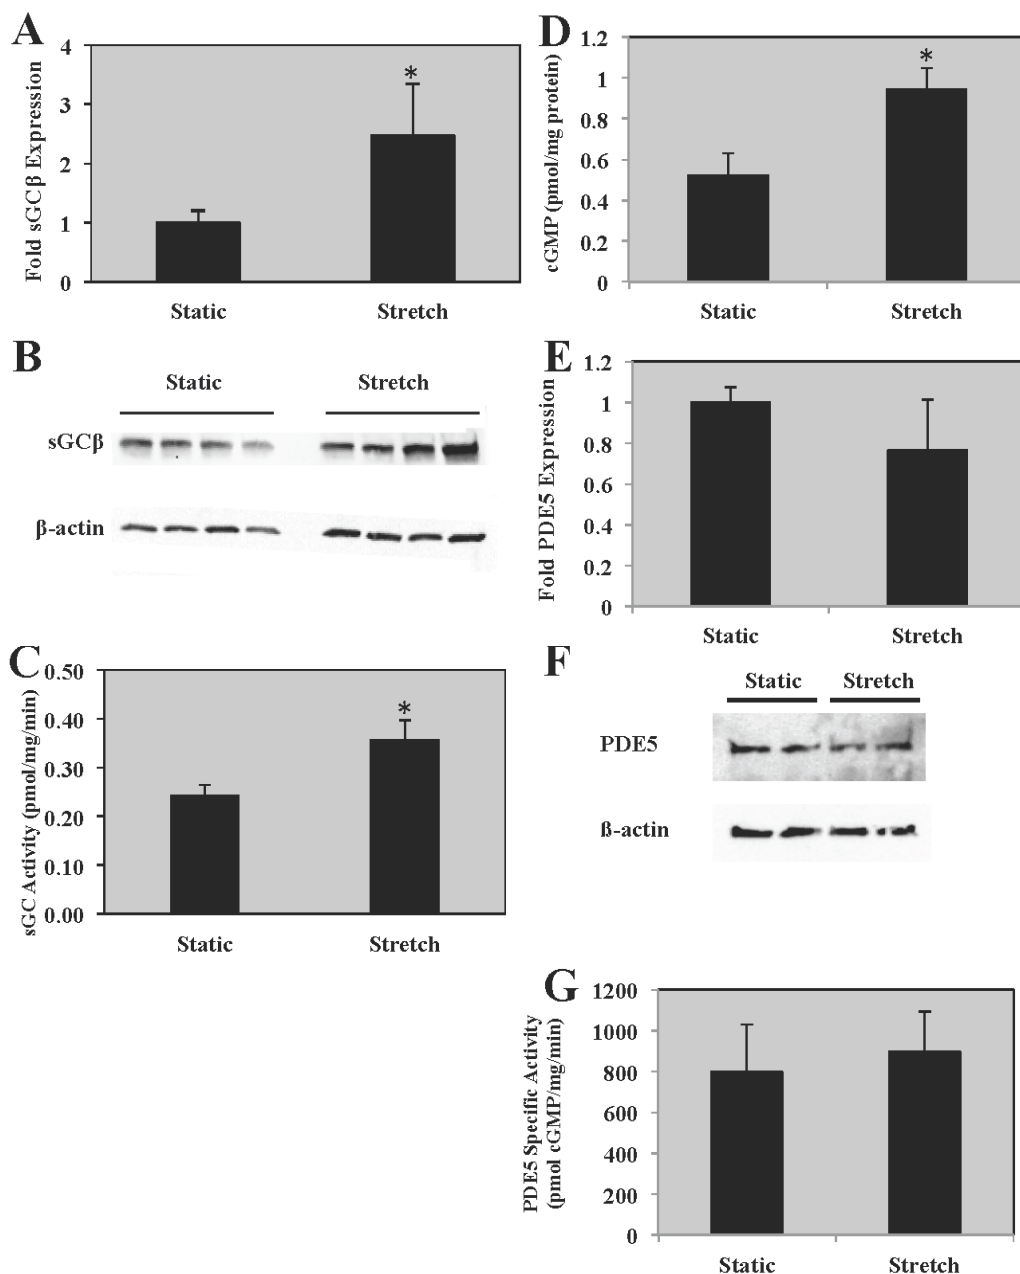 A
Fold sGCβ Expression
4
3
2
1
0
*
Static
Stretch
B
Static
Stretch
sGCβ
β-actin
C
sGC Activity (pmol/mg/min)
0.50
0.40
0.30
0.20
0.10
0.00
*
Static
Stretch
D
cGMP (pmol/mg protein)
1.2
1
0.8
0.6
0.4
0.2
0
*
Static
Stretch
E
Fold PDE5 Expression
1.2
1
0.8
0.6
0.4
0.2
0
Static
Stretch
F
Static
Stretch
PDE5
ß-actin
G
PDE5 Specific Activity
(pmol cGMP/mg/min)
1200
1000
800
600
400
200
0
Static
Stretch